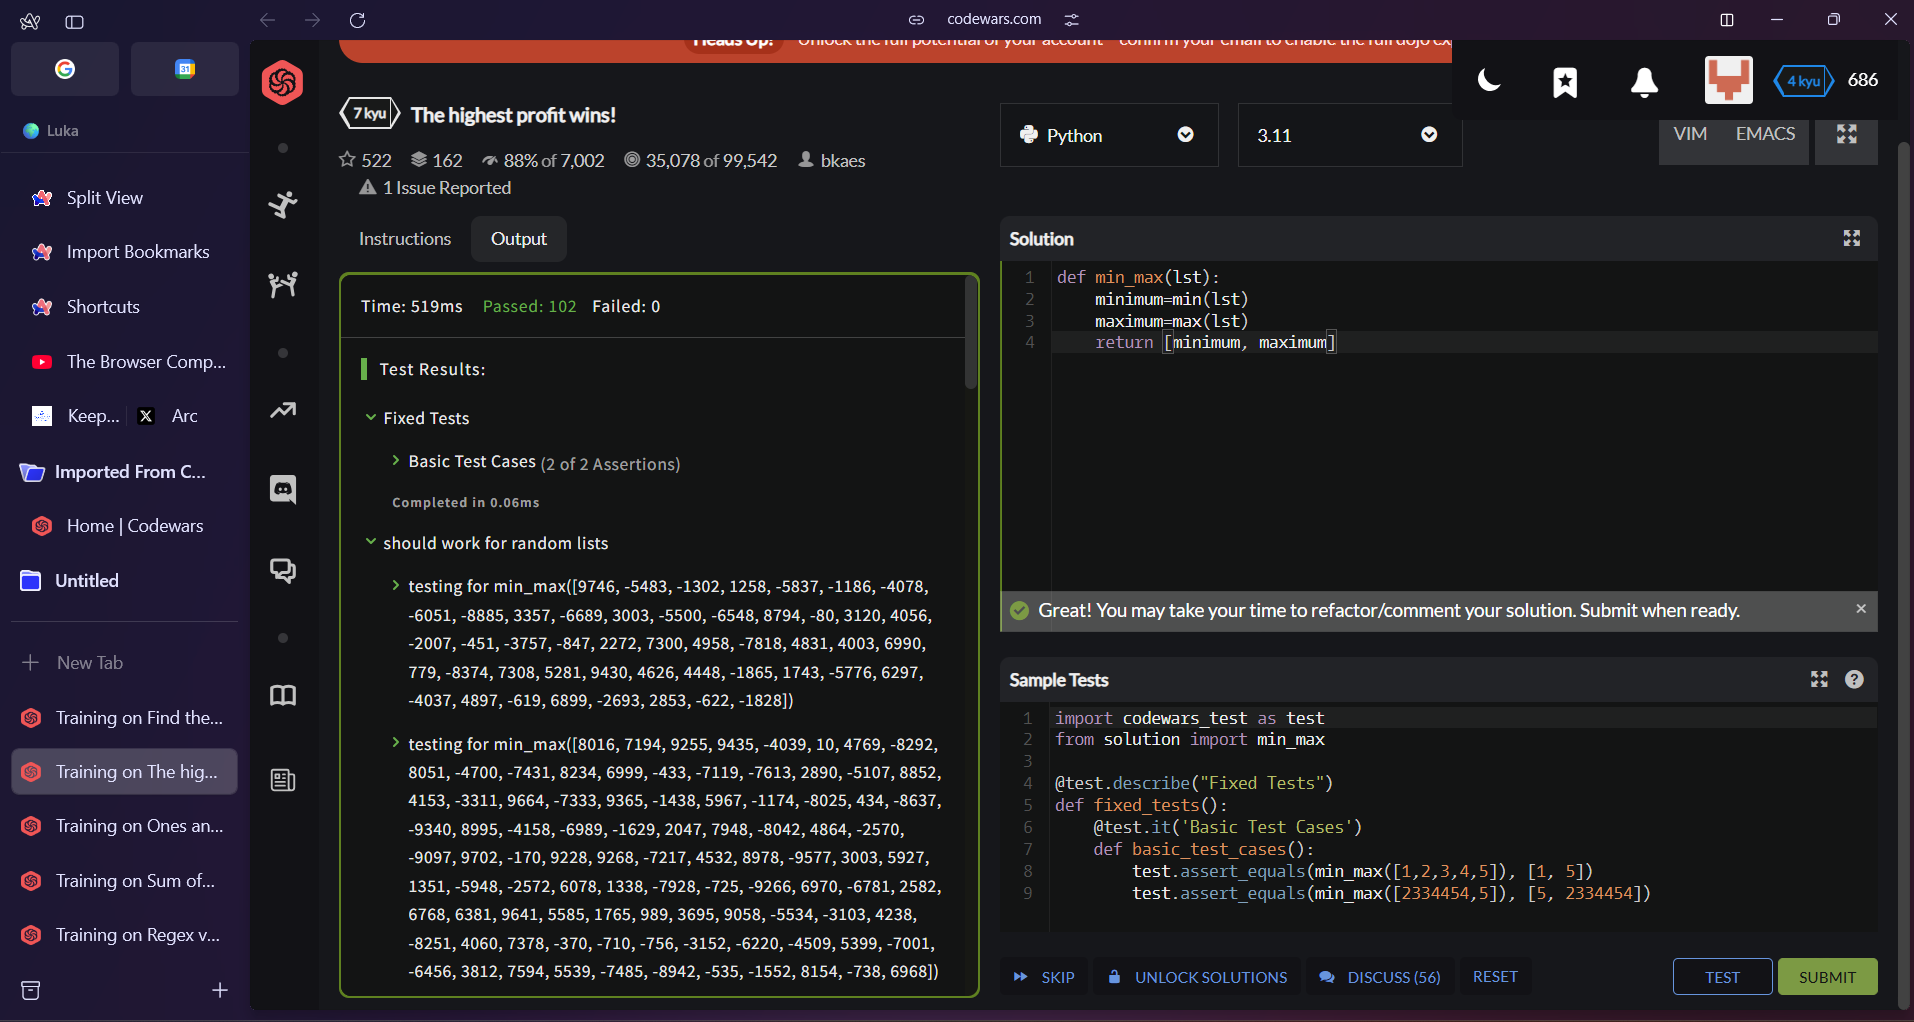 codewars.com
31
Luka
Split View
Import Bookmarks
Shortcuts
The Browser Comp...
Keep... Arc
Imported From C...
Home | Codewars
Untitled
New Tab
Training on Find the...
Training on The hig...
Training on Ones an...
Training on Sum of...
Training on Regex v...
Heads Up! Unlock the full potential of your account confirm your email to enable the full dojo ex
4 kyu 686
7 kyu The highest profit wins!
522 162 88% of 7,002 35,078 of 99,542 bkaes
1 Issue Reported
Python
3.11
VIM EMACS
Instructions Output
Time: 519ms Passed: 102 Failed: 0
Test Results:
Fixed Tests
Basic Test Cases (2 of 2 Assertions)
Completed in 0.06ms
should work for random lists
testing for min_max([9746, -5483, -1302, 1258, -5837, -1186, -4078,
-6051, -8885, 3357, -6689, 3003, -5500, -6548, 8794, -80, 3120, 4056,
-2007, -451, -3757, -847, 2272, 7300, 4958, -7818, 4831, 4003, 6990,
779, -8374, 7308, 5281, 9430, 4626, 4448, -1865, 1743, -5776, 6297,
-4037, 4897, -619, 6899, -2693, 2853, -622, -1828])
testing for min_max([8016, 7194, 9255, 9435, -4039, 10, 4769, -8292,
8051, -4700, -7431, 8234, 6999, -433, -7119, -7613, 2890, -5107, 8852,
4153, -3311, 9664, -7333, 9365, -1438, 5967, -1174, -8025, 434, -8637,
-9340, 8995, -4158, -6989, -1629, 2047, 7948, -8042, 4864, -2570,
-9097, 9702, -170, 9228, 9268, -7217, 4532, 8978, -9577, 3003, 5927,
1351, -5948, -2572, 6078, 1338, -7928, -725, -9266, 6970, -6781, 2582,
6768, 6381, 9641, 5585, 1765, 989, 3695, 9058, -5534, -3103, 4238,
-8251, 4060, 7378, -370, -710, -756, -3152, -6220, -4509, 5399, -7001,
-6456, 3812, 7594, 5539, -7485, -8942, -535, -1552, 8154, -738, 6968])
Solution
1 def min_max(lst):
2     minimum=min(lst)
3     maximum=max(lst)
4     return [minimum, maximum]
Great! You may take your time to refactor/comment your solution. Submit when ready.
Sample Tests
1 import codewars_test as test
2 from solution import min_max
3
4 @test.describe("Fixed Tests")
5 def fixed_tests():
6     @test.it('Basic Test Cases')
7     def basic_test_cases():
8         test.assert_equals(min_max([1,2,3,4,5]), [1, 5])
9         test.assert_equals(min_max([2334454,5]), [5, 2334454])
SKIP UNLOCK SOLUTIONS DISCUSS (56) RESET TEST SUBMIT